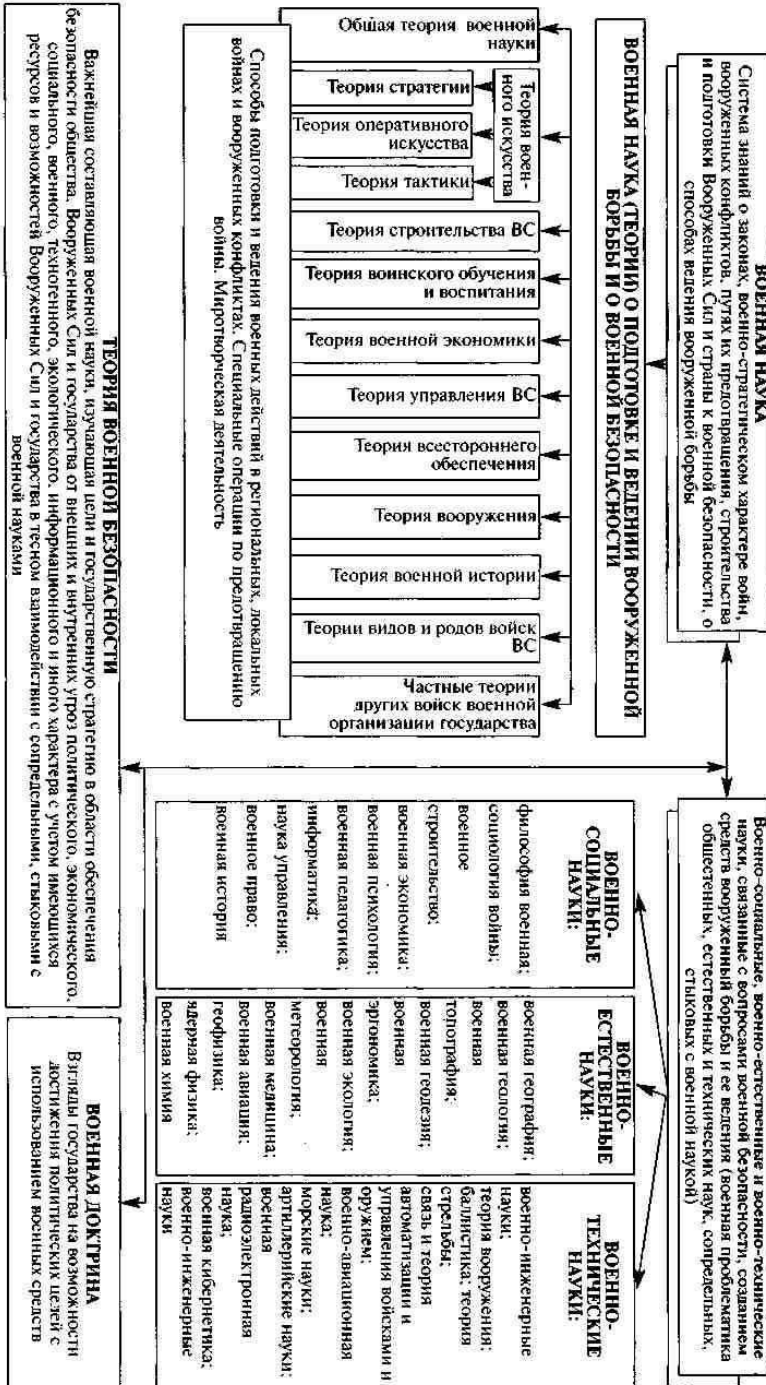 ВОЕННАЯ НАУКА
Система знаний о законах, военно-стратегическом характере войн,
вооруженных конфликтов, путях их предотвращения, строительства
и подготовки Вооруженных Сил и страны к военной безопасности, о
способах ведения вооруженной борьбы
Военно-социальные, военно-естественные и военно-технические
науки, связанные с вопросами военной безопасности, созданием
средств вооруженный борьбы и ее ведения (военная проблематика
общестенных, естественных и технических наук, сопредельных,
стыковых с военной наукой)
ВОЕННАЯ НАУКА (ТЕОРИИ) О ПОДГОТОВКЕ И ВЕДЕНИИ ВООРУЖЕННОЙ
БОРЬБЫ И О ВОЕННОЙ БЕЗОПАСНОСТИ
Общая теория военной
науки
Теория воен-
ного искусства
Теория стратегии
Теория оперативного
искусства
Теория тактики
Теория строительства ВС
Теория воинского обучения
и воспитания
Теория военной экономики
Теория управления ВС
Теория всестороннего
обеспечения
Теория вооружения
Теория военной истории
Теории видов и родов войск
ВС
Частные теории
других войск военной
организации государства
Способы подготовки и ведения военных действий в региональных, локальных
войнах и вооруженных конфликтах. Специальные операции по предотвращению
войны. Миротворческая деятельность
ВОЕННО-
СОЦИАЛЬНЫЕ
НАУКИ:
философия военная;
социология войны;
военное
строительство;
военная экономика;
военная психология;
военная педагогика;
информатика;
наука управления;
военное право;
военная история
ВОЕННО-
ЕСТЕСТВЕННЫЕ
НАУКИ:
военная география;
военная геология;
военная
топография;
военная геодезия;
военная
эргономика;
военная экология;
военная
метеорология;
военная медицина;
военная авиация;
геофизика;
ядерная физика;
военная химия
ВОЕННО-
ТЕХНИЧЕСКИЕ
НАУКИ:
военно-инженерные
науки;
теория вооружения;
баллистика; теория
стрельбы;
связь и теория
автоматизации и
управления войсками и
оружием;
военно-авиационная
наука;
морские науки;
артиллерийские науки;
военная
радиоэлектронная
наука;
военная кибернетика;
военно-инженерные
науки
ТЕОРИЯ ВОЕННОЙ БЕЗОПАСНОСТИ
Важнейшая составляющая военной науки, изучающая цели и государственную стратегию в области обеспечения
безопасности общества, Вооруженных Сил и государства от внешних и внутренних угроз политического, экономического,
социального, военного, техногенного, экологического, информационного и иного характера с учетом имеющихся
ресурсов и возможностей Вооруженных Сил и государства в тесном взаимодействии с сопредельными, стыковыми с
военной науками
ВОЕННАЯ ДОКТРИНА
Взгляды государства на возможности
достижения политических целей с
использованием военных средств